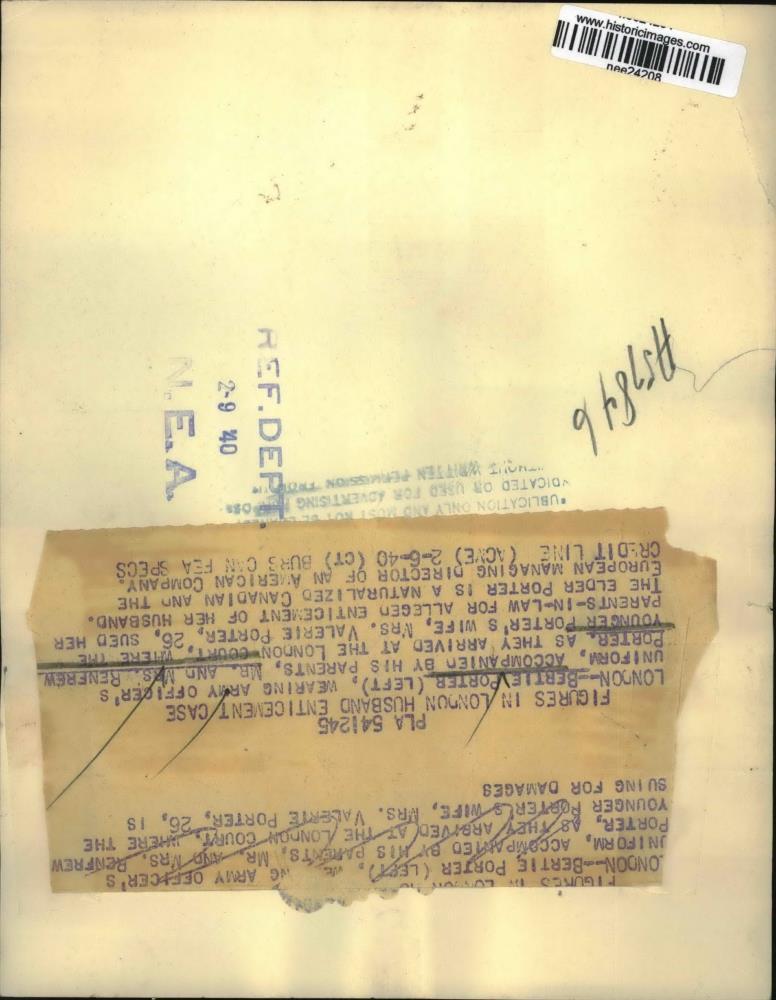 www.historicimages.com
nee24208
A57846
REF. DEPT.
2-9 '40
N.E.A.
FIGURES IN
LONDON--BERTIE PORTER (LEFT), ARMY OFFICER'S
UNIFORM, ACCOMPANIED BY HIS PARENTS, MR. AND MRS. RENFREW
PORTER, AS THEY ARRIVED AT THE LONDON COURT, WHERE THE
YOUNGER PORTER'S WIFE, MRS. VALERIE PORTER, 26, IS
SUING FOR DAMAGES
PLA 541245
FIGURES IN LONDON HUSBAND ENTICEMENT CASE
LONDON--BERTIE PORTER (LEFT), WEARING ARMY OFFICER'S
UNIFORM, ACCOMPANIED BY HIS PARENTS, MR. AND MRS. RENFREW
PORTER, AS THEY ARRIVED AT THE LONDON COURT, WHERE THE
YOUNGER PORTER'S WIFE, MRS. VALERIE PORTER, 26, SUED HER
PARENTS-IN-LAW FOR ALLEGED ENTICEMENT OF HER HUSBAND.
THE ELDER PORTER IS A NATURALIZED CANADIAN AND THE
EUROPEAN MANAGING DIRECTOR OF AN AMERICAN COMPANY.
CREDIT LINE (ACME) 2-6-40 (CT) BURS CAN FEA SPECS
PUBLICATION ONLY AND MUST NOT BE
DICATED OR USED FOR ADVERTISING
WRITTEN PERMISSION FROM